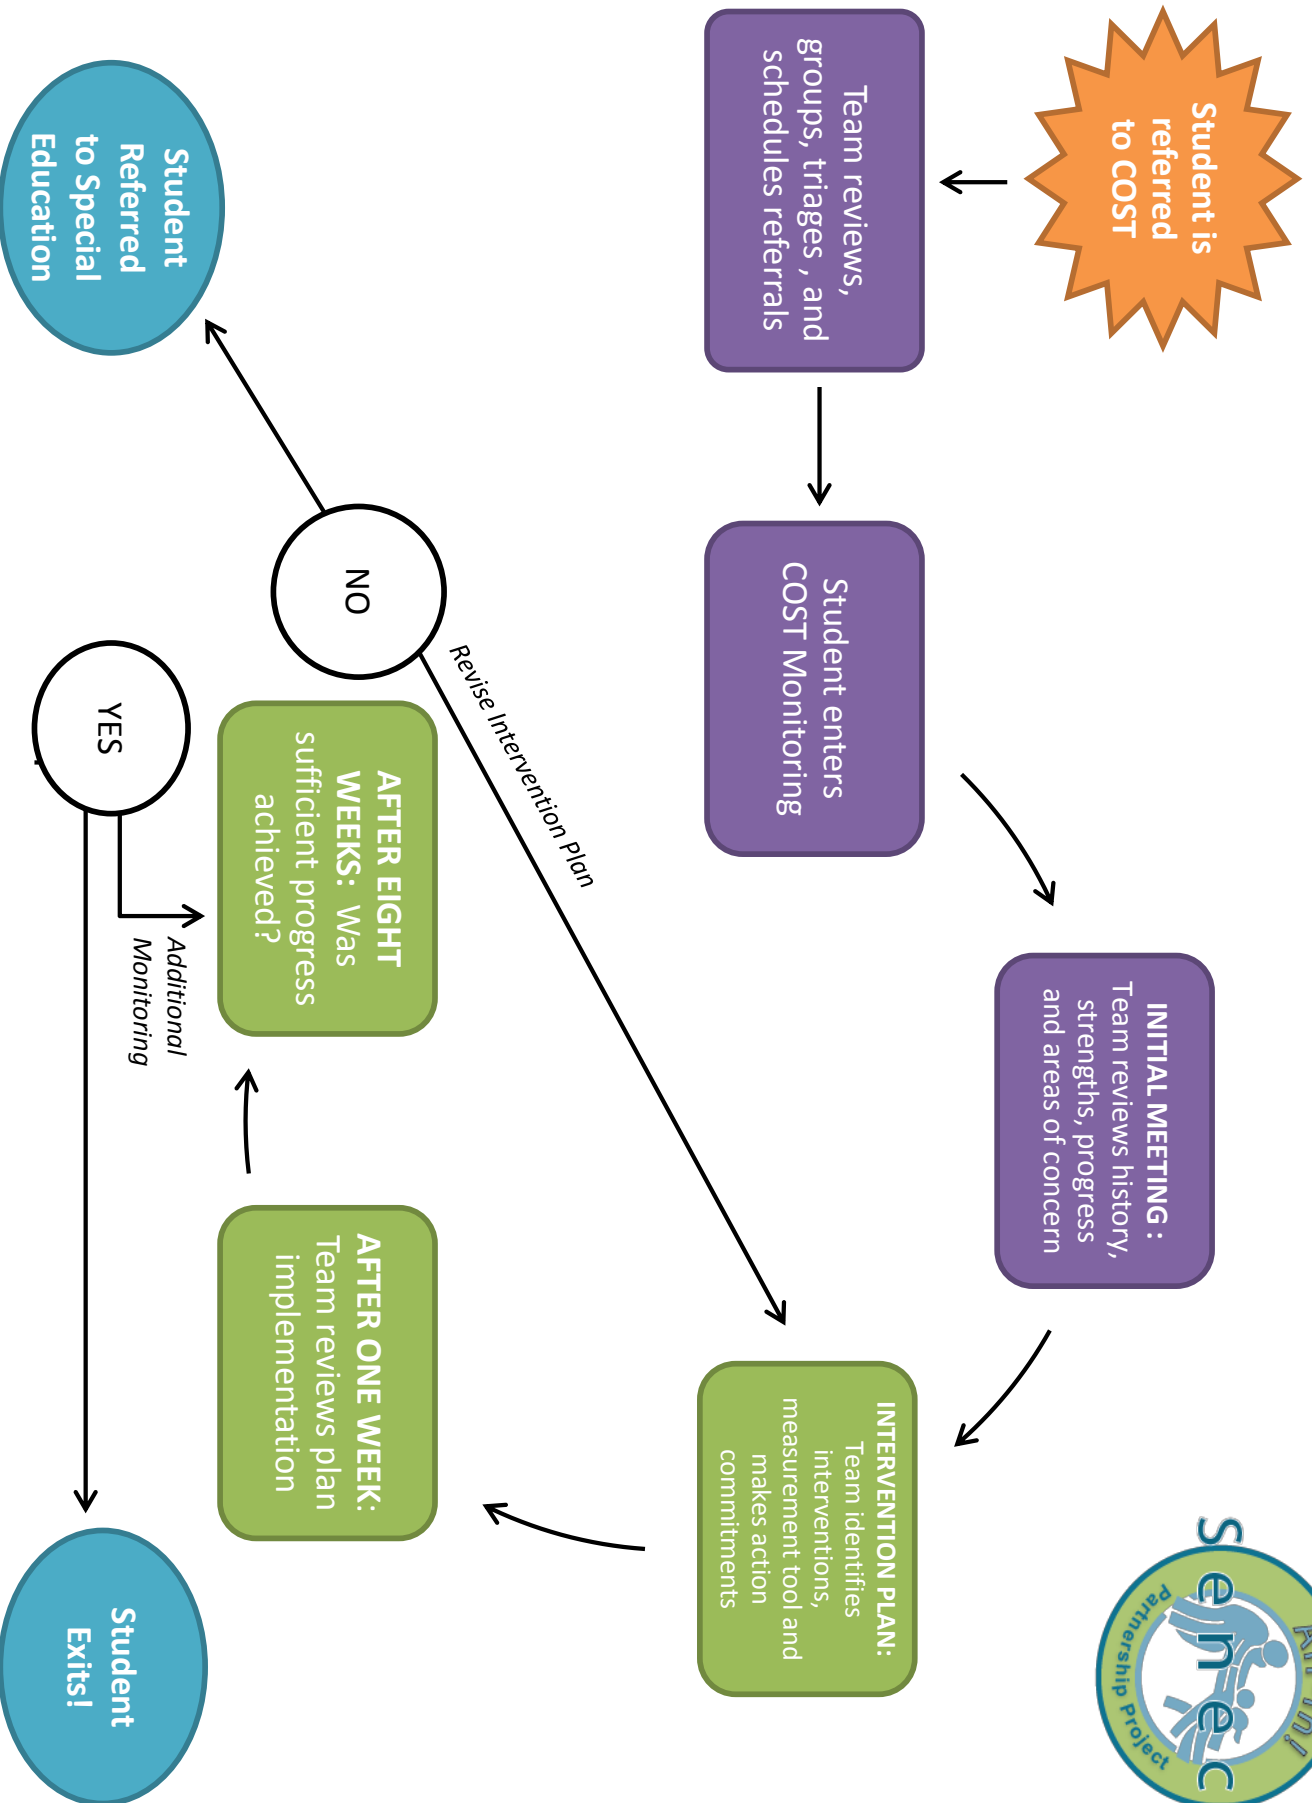 Student is
referred
to COST
Team reviews,
groups, triages , and
schedules referrals
Student enters
COST Monitoring
INITIAL MEETING :
Team reviews history,
strengths, progress
and areas of concern
INTERVENTION PLAN:
Team identifies
interventions,
measurement tool and
makes action
commitments
AFTER ONE WEEK:
Team reviews plan
implementation
AFTER EIGHT
WEEKS: Was
sufficient progress
achieved?
NO
Revise Intervention Plan
Student
Referred
to Special
Education
YES
Additional
Monitoring
Student
Exits!
All in!
Senec
Partnership Project